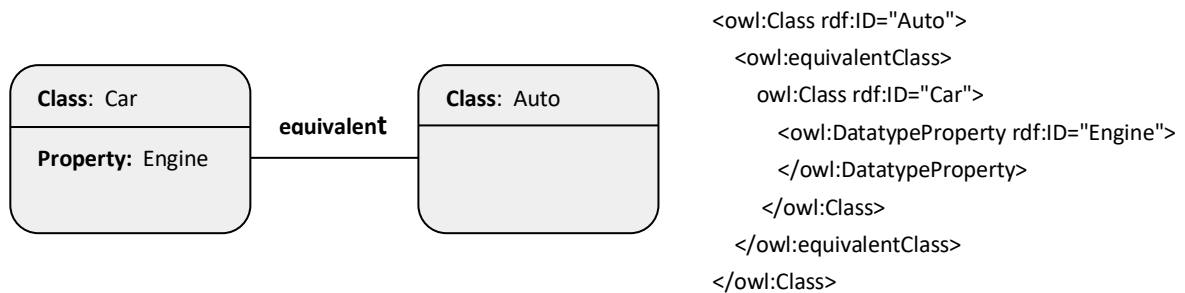 Class: Car
Property: Engine
equivalent
Class: Auto
<owl:Class rdf:ID="Auto">
<owl:equivalentClass>
owl:Class rdf:ID="Car">
<owl:DatatypeProperty rdf:ID="Engine">
</owl:DatatypeProperty>
</owl:Class>
</owl:equivalentClass>
</owl:Class>